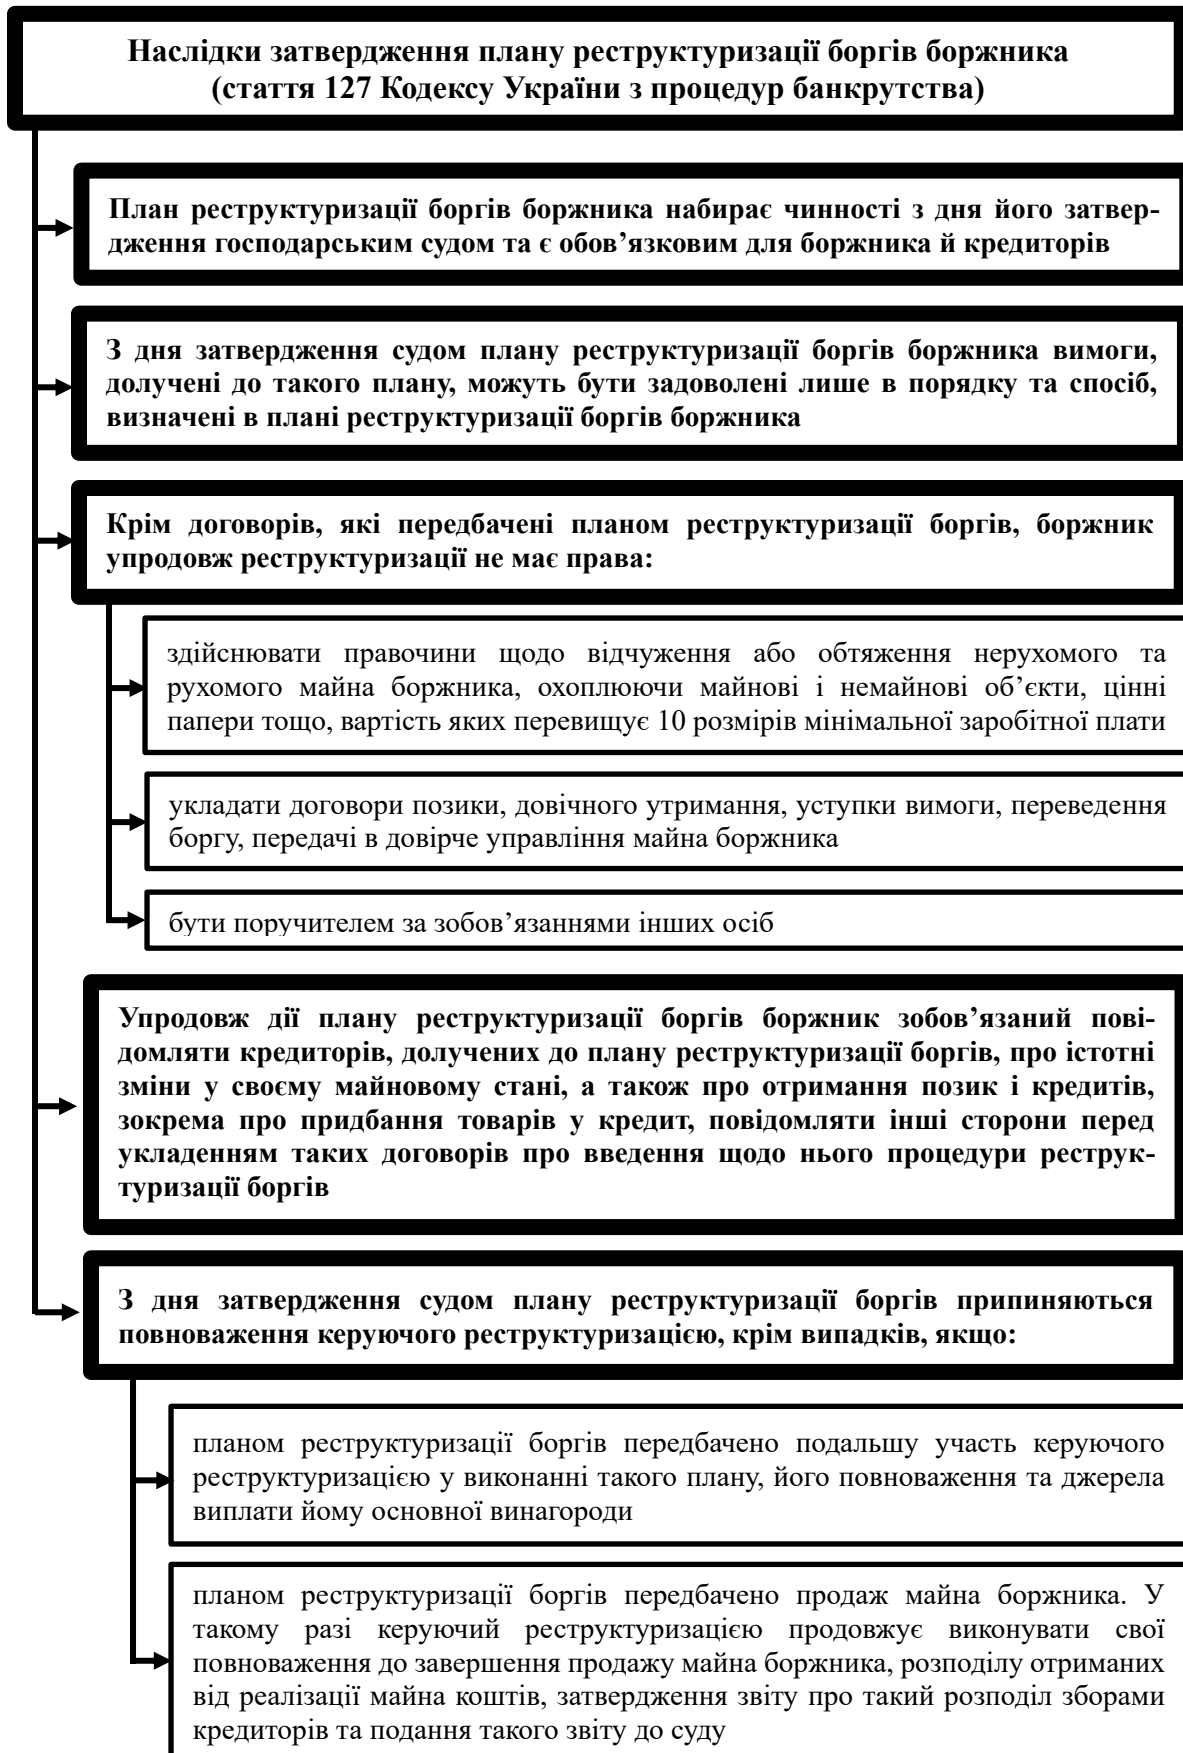 Наслідки затвердження плану реструктуризації боргів боржника
(стаття 127 Кодексу України з процедур банкрутства)
План реструктуризації боргів боржника набирає чинності з дня його затвер-
дження господарським судом та є обов’язковим для боржника й кредиторів
З дня затвердження судом плану реструктуризації боргів боржника вимоги,
долучені до такого плану, можуть бути задоволені лише в порядку та спосіб,
визначені в плані реструктуризації боргів боржника
Крім договорів, які передбачені планом реструктуризації боргів, боржник
упродовж реструктуризації не має права:
здійснювати правочини щодо відчуження або обтяження нерухомого та
рухомого майна боржника, охоплюючи майнові і немайнові об’єкти, цінні
папери тощо, вартість яких перевищує 10 розмірів мінімальної заробітної плати
укладати договори позики, довічного утримання, уступки вимоги, переведення
боргу, передачі в довірче управління майна боржника
бути поручителем за зобов’язаннями інших осіб
Упродовж дії плану реструктуризації боргів боржник зобов’язаний пові-
домляти кредиторів, долучених до плану реструктуризації боргів, про істотні
зміни у своєму майновому стані, а також про отримання позик і кредитів,
зокрема про придбання товарів у кредит, повідомляти інші сторони перед
укладенням таких договорів про введення щодо нього процедури реструк-
туризації боргів
З дня затвердження судом плану реструктуризації боргів припиняються
повноваження керуючого реструктуризацією, крім випадків, якщо:
планом реструктуризації боргів передбачено подальшу участь керуючого
реструктуризацією у виконанні такого плану, його повноваження та джерела
виплати йому основної винагороди
планом реструктуризації боргів передбачено продаж майна боржника. У
такому разі керуючий реструктуризацією продовжує виконувати свої
повноваження до завершення продажу майна боржника, розподілу отриманих
від реалізації майна коштів, затвердження звіту про такий розподіл зборами
кредиторів та подання такого звіту до суду